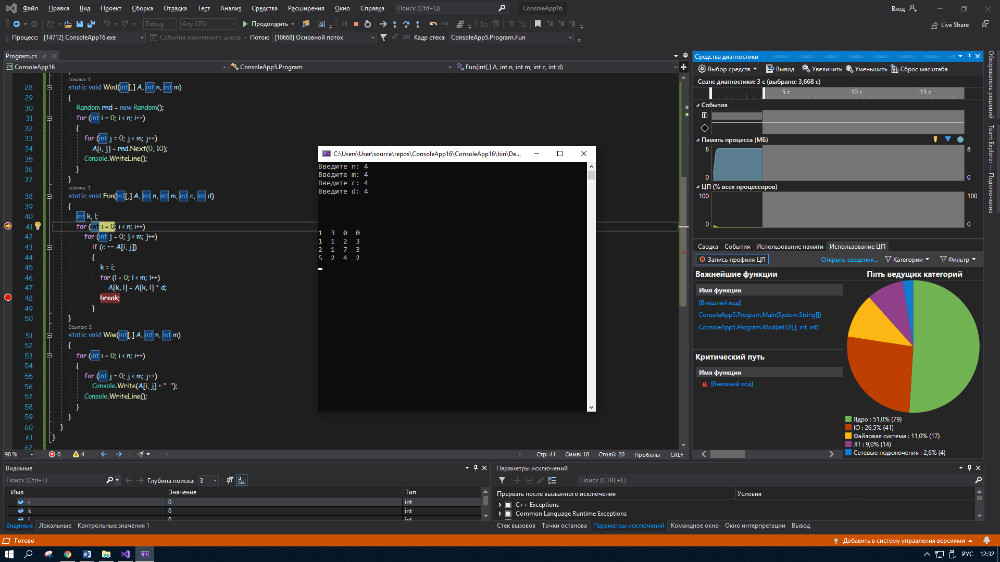 Файл Правка Вид Проект Сборка Отладка Тест Анализ Средства Расширения Окно Справка Поиск (Ctrl+Q) ConsoleApp16 Вход
Debug Any CPU Продолжить Live Share
Процесс: [14712] ConsoleApp16.exe События жизненного цикла Поток: [10668] Основной поток Кадр стека: ConsoleApp5.Program.Fun
Program.cs
ConsoleApp16 ConsoleApp5.Program Fun(int[,] A, int n, int m, int c, int d)
ссылка: 1
28 static void Wod(int[,] A, int n, int m)
29 {
30 Random rnd = new Random();
31 for (int i = 0; i < n; i++)
32 {
33 for (int j = 0; j < m; j++)
34 A[i, j] = rnd.Next(0, 10);
35 Console.WriteLine();
36 }
37 }
ссылка: 1
38 static void Fun(int[,] A, int n, int m, int c, int d)
39 {
40 int k, l;
41 for (int i = 0; i < n; i++)
42 for (int j = 0; j < m; j++)
43 if (c == A[i, j])
44 {
45 k = i;
46 for (l = 0; l < m; l++)
47 A[k, l] = A[k, l] * d;
48 break;
49 }
50 }
Ссылок: 2
51 static void Wiw(int[,] A, int n, int m)
52 {
53 for (int i = 0; i < n; i++)
54 {
55 for (int j = 0; j < m; j++)
56 Console.Write(A[i, j] + "  ");
57 Console.WriteLine();
58 }
59 }
60 }
61 }
62
98 % 0 4 Стр: 41 Симв: 18 Столб: 20 Пробелы CRLF
C:\Users\User\source\repos\ConsoleApp16\ConsoleApp16\bin\De...
Введите n: 4
Введите m: 4
Введите c: 4
Введите d: 4
1 3 0 0
1 1 2 3
2 1 7 3
5 2 4 2
Средства диагностики
Выбор средств Вывод Увеличить Уменьшить Сброс масштаба
Сеанс диагностики: 3 с (выбрано: 3,668 с)
5 с 10 с 15 с
События
Память процесса (МБ)
8 8
0 0
ЦП (% всех процессоров)
100 100
0 0
Сводка События Использование памяти Использование ЦП
Запись профиля ЦП Открыть сведения... Категории Фильтр
Важнейшие функции
Имя функции
[Внешний код]
ConsoleApp5.Program.Main(System.String[])
ConsoleApp5.Program.Wod(int32[,], int, int)
Критический путь
Имя функции
[Внешний код]
Пять ведущих категорий
Ядро : 51,0% (79)
IO : 26,5% (41)
Файловая система : 11,0% (17)
JIT : 9,0% (14)
Сетевые подключения : 2,6% (4)
Обозреватель решений
Team Explorer — Подключение
Видимые
Поиск (Ctrl+E) Глубина поиска: 3
Имя Значение Тип
i 0 int
k 0 int
l 0 int
Видимые Локальные Контрольные значения 1
Параметры исключений
Поиск (CTRL+E)
Прервать после вызванного исключения Условия
C++ Exceptions
Common Language Runtime Exceptions
Стек вызовов Точки останова Параметры исключений Командное окно Окно интерпретации Вывод
Готово Добавить в систему управления версиями
РУС 12:32